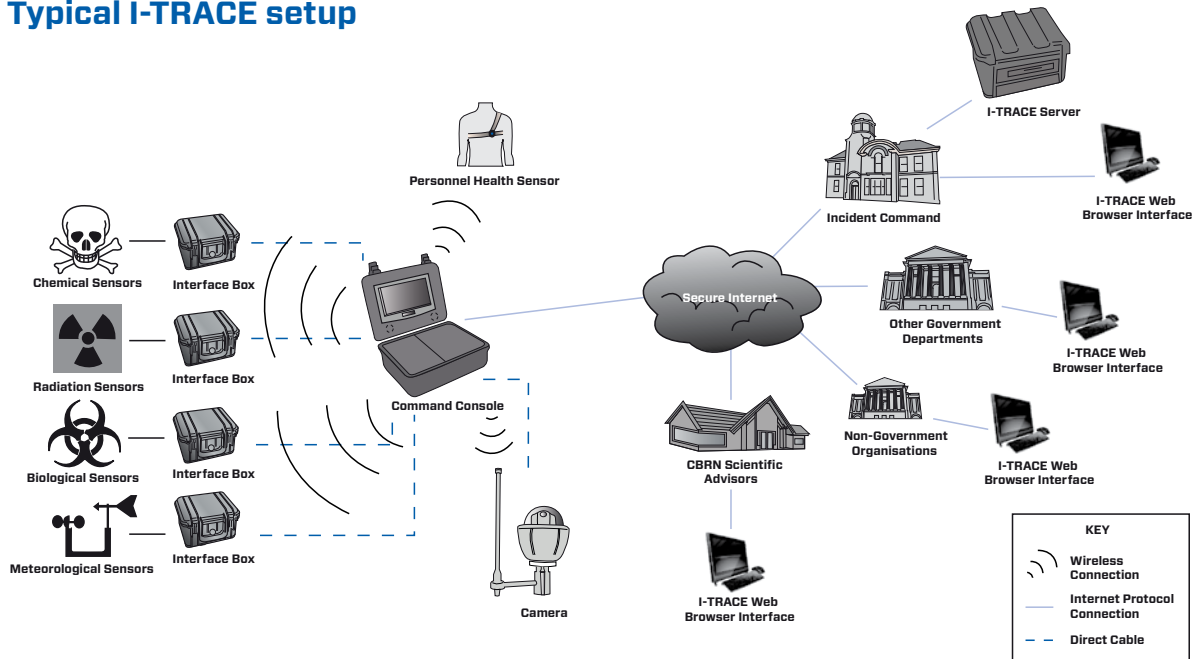 Typical I-TRACE setup
I-TRACE Server
Personnel Health Sensor
I-TRACE Web
Browser Interface
Incident Command
Chemical Sensors
Interface Box
Secure Internet
Other Government
Departments
I-TRACE Web
Browser Interface
Radiation Sensors
Interface Box
Command Console
Non-Government
Organisations
CBRN Scientific
Advisors
I-TRACE Web
Browser Interface
Biological Sensors
Interface Box
Meteorological Sensors
Interface Box
Camera
I-TRACE Web
Browser Interface
KEY
Wireless
Connection
Internet Protocol
Connection
Direct Cable